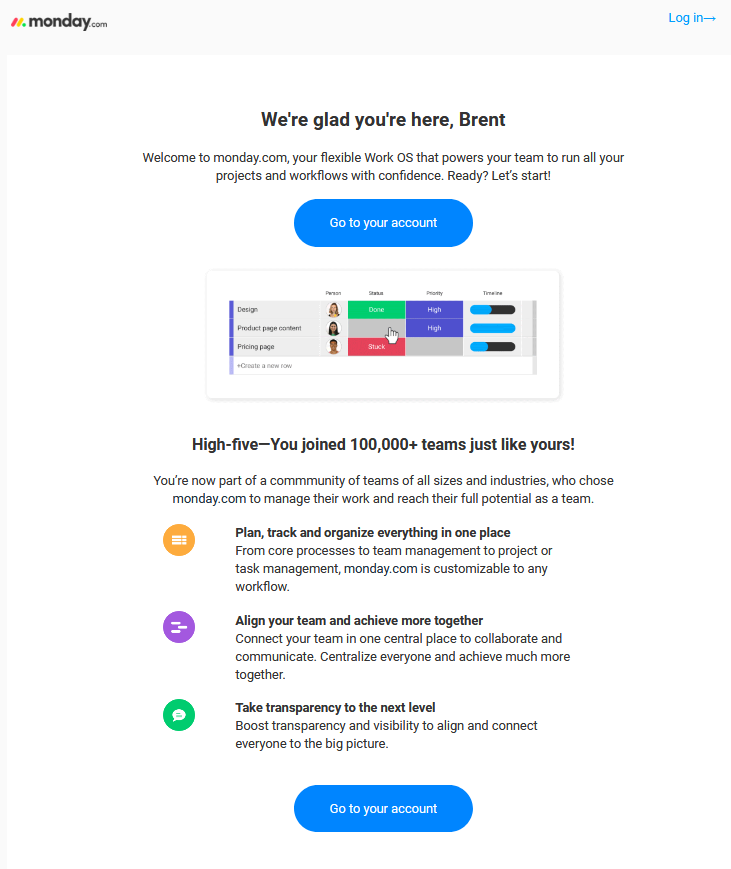 monday.com
Log in→
We're glad you're here, Brent
Welcome to monday.com, your flexible Work OS that powers your team to run all your
projects and workflows with confidence. Ready? Let’s start!
Go to your account
Person Status Priority Timeline
Design Done High
Product page content High
Pricing page Stuck
+Create a new row
High-five—You joined 100,000+ teams just like yours!
You’re now part of a commmunity of teams of all sizes and industries, who chose
monday.com to manage their work and reach their full potential as a team.
Plan, track and organize everything in one place
From core processes to team management to project or
task management, monday.com is customizable to any
workflow.
Align your team and achieve more together
Connect your team in one central place to collaborate and
communicate. Centralize everyone and achieve much more
together.
Take transparency to the next level
Boost transparency and visibility to align and connect
everyone to the big picture.
Go to your account